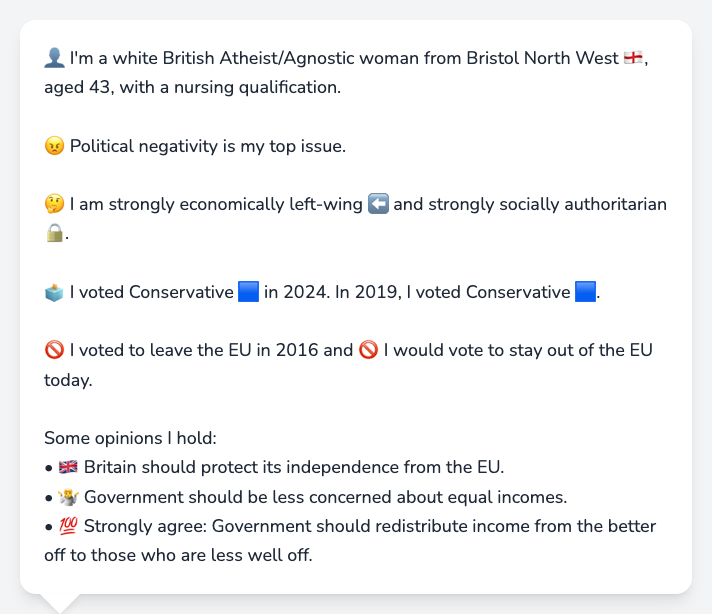 👤 I'm a white British Atheist/Agnostic woman from Bristol North West 🏴󠁧󠁢󠁥󠁮󠁧󠁿,
aged 43, with a nursing qualification.
😠 Political negativity is my top issue.
🤔 I am strongly economically left-wing ⬅️ and strongly socially authoritarian
🔒.
🗳️ I voted Conservative 🟦 in 2024. In 2019, I voted Conservative 🟦.
🚫 I voted to leave the EU in 2016 and 🚫 I would vote to stay out of the EU
today.
Some opinions I hold:
• 🇬🇧 Britain should protect its independence from the EU.
• 🤷 Government should be less concerned about equal incomes.
• 💯 Strongly agree: Government should redistribute income from the better
off to those who are less well off.